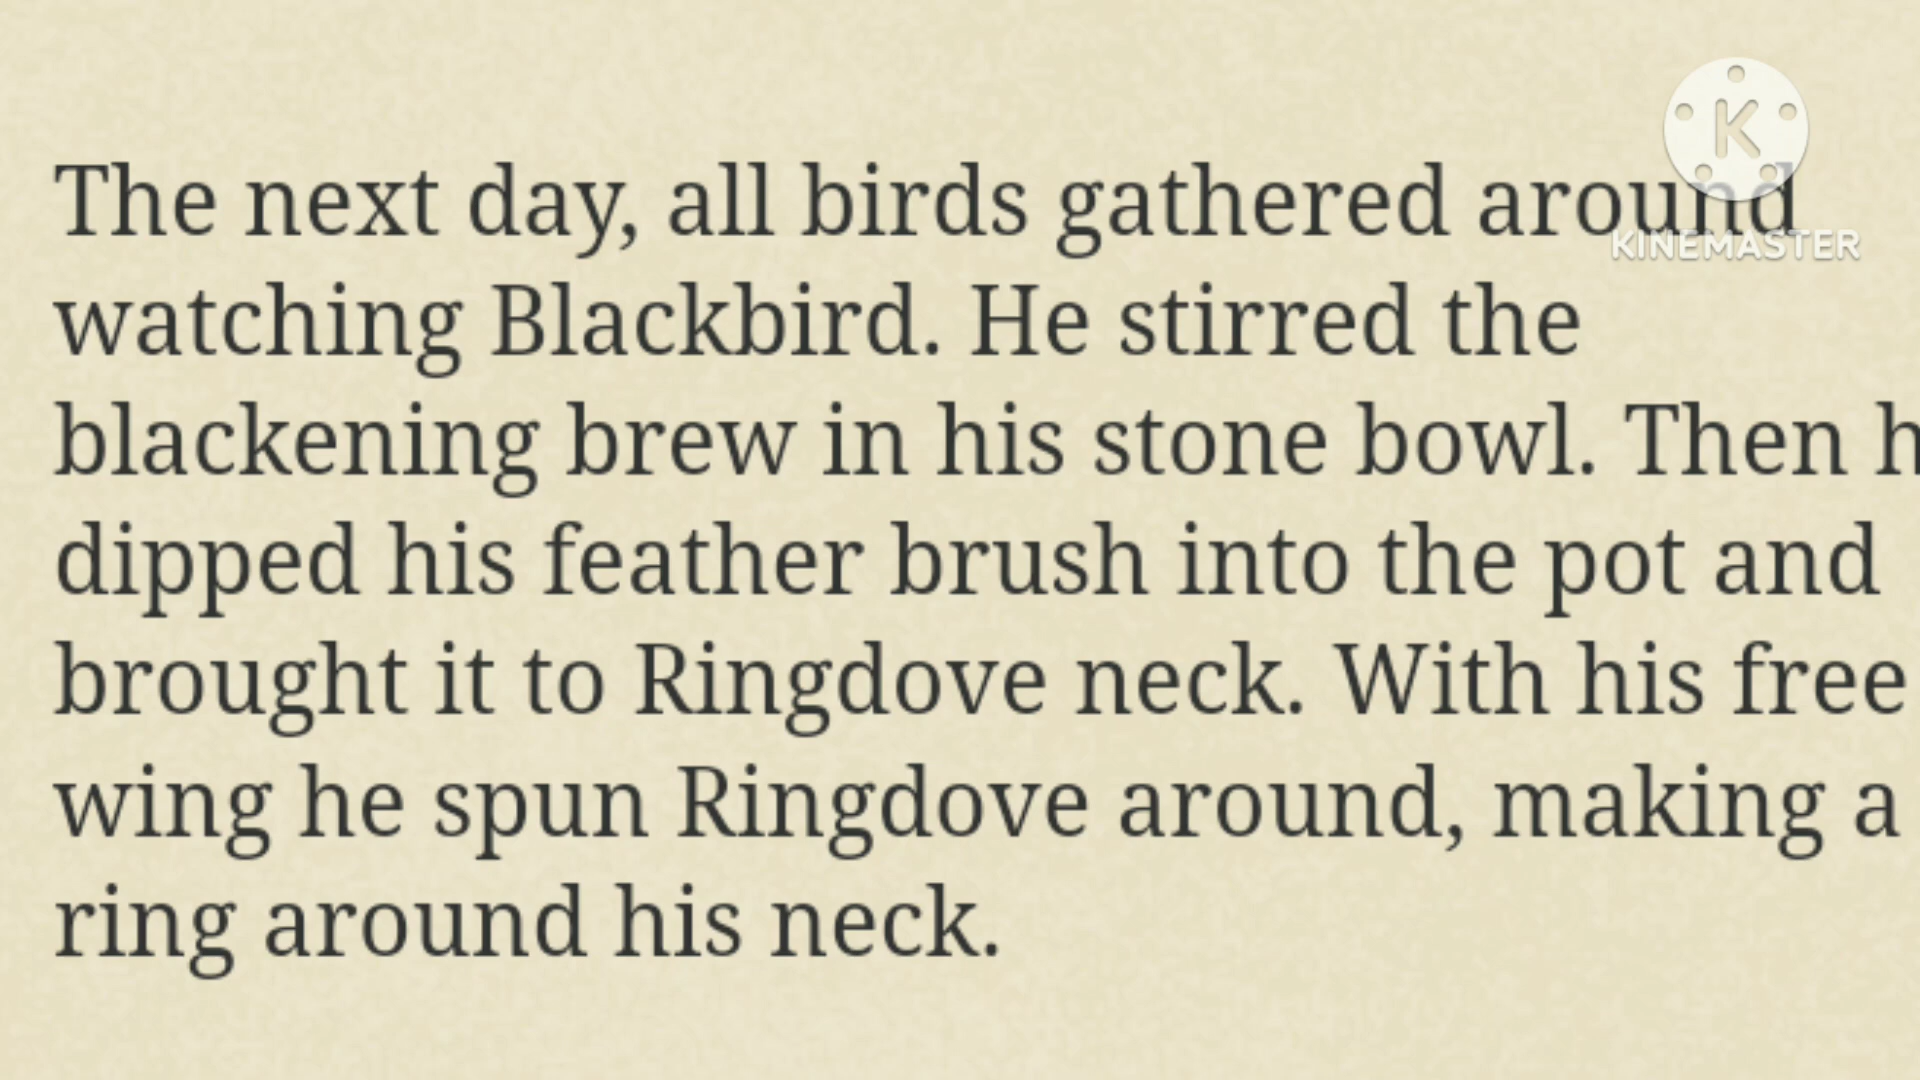 The next day, all birds gathered around
watching Blackbird. He stirred the
blackening brew in his stone bowl. Then
dipped his feather brush into the pot and
brought it to Ringdove neck. With his free
wing he spun Ringdove around, making a
ring around his neck.
K
KINEMASTER